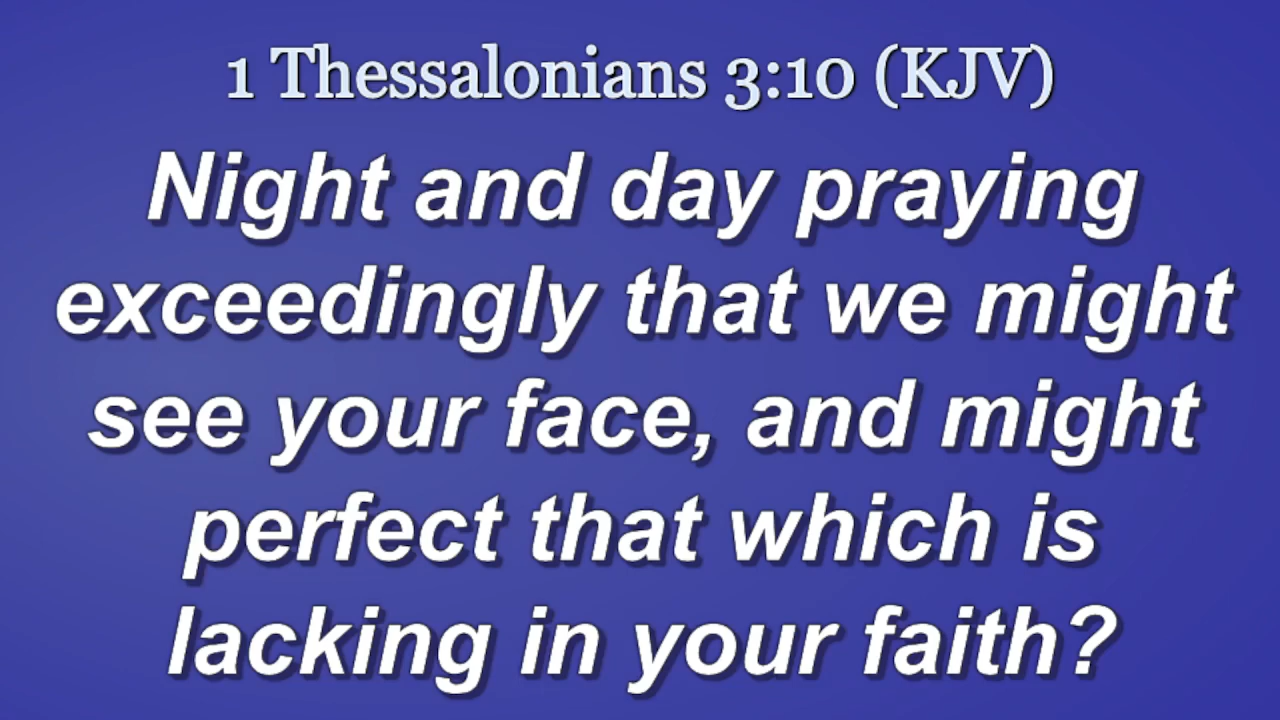 1 Thessalonians 3:10 (KJV)
Night and day praying
exceedingly that we might
see your face, and might
perfect that which is
lacking in your faith?